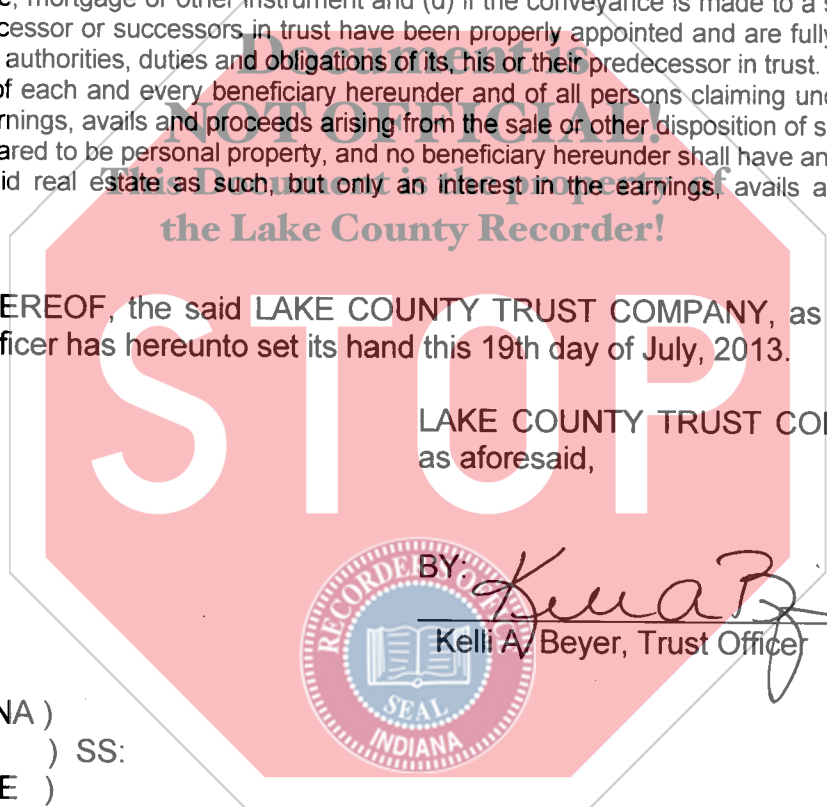 e, mortgage or other instrument and (d) if the conveyance is made to a s
cessor or successors in trust have been properly appointed and are fully
authorities, duties and obligations of its, his or their predecessor in trust.
of each and every beneficiary hereunder and of all persons claiming und
rnings, avails and proceeds arising from the sale or other disposition of s
ared to be personal property, and no beneficiary hereunder shall have an
id real estate as such, but only an interest in the earnings, avails a
Document is
NOT OFFICIAL!
This Document is the property of
the Lake County Recorder!
EREOF, the said LAKE COUNTY TRUST COMPANY, as
ficer has hereunto set its hand this 19th day of July, 2013.
STOP
LAKE COUNTY TRUST COM
as aforesaid,
BY: Kelli A B
Kelli A. Beyer, Trust Officer
RECORDER'S OFFICE
SEAL
INDIANA
NA )
) SS:
E )